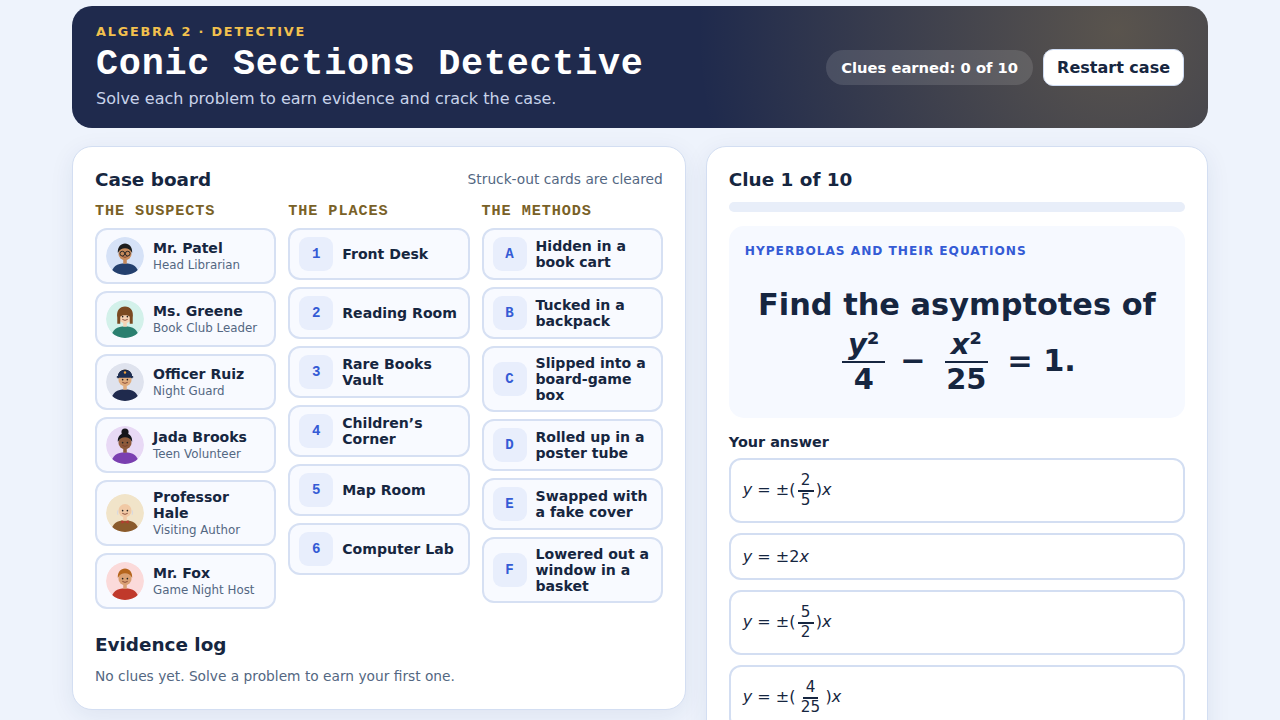 ALGEBRA 2 · DETECTIVE
Conic Sections Detective
Solve each problem to earn evidence and crack the case.
Clues earned: 0 of 10
Restart case
Case board
Struck-out cards are cleared
THE SUSPECTS
Mr. Patel
Head Librarian
Ms. Greene
Book Club Leader
Officer Ruiz
Night Guard
Jada Brooks
Teen Volunteer
Professor
Hale
Visiting Author
Mr. Fox
Game Night Host
THE PLACES
1 Front Desk
2 Reading Room
3 Rare Books
Vault
4 Children’s
Corner
5 Map Room
6 Computer Lab
THE METHODS
A Hidden in a
book cart
B Tucked in a
backpack
C Slipped into a
board-game
box
D Rolled up in a
poster tube
E Swapped with
a fake cover
F Lowered out a
window in a
basket
Evidence log
No clues yet. Solve a problem to earn your first one.
Clue 1 of 10
HYPERBOLAS AND THEIR EQUATIONS
Find the asymptotes of
y²/4 − x²/25 = 1.
Your answer
y = ±(2/5)x
y = ±2x
y = ±(5/2)x
y = ±(4/25)x